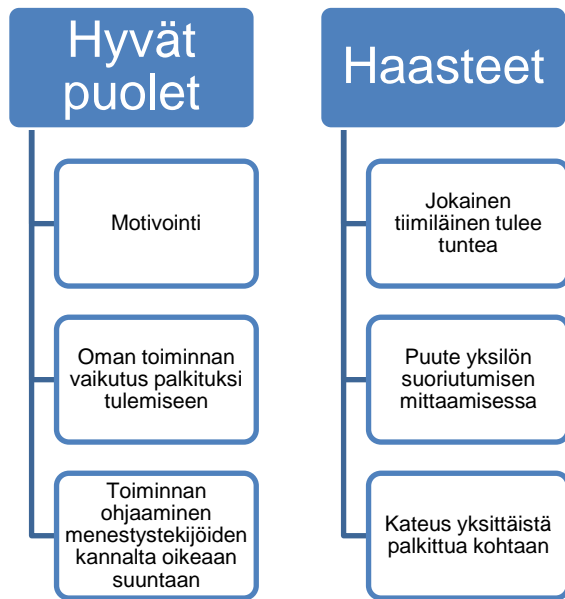 Hyvät
puolet
Motivointi
Oman toiminnan
vaikutus palkituksi
tulemiseen
Toiminnan
ohjaaminen
menestystekijöiden
kannalta oikeaan
suuntaan
Haasteet
Jokainen
tiimiläinen tulee
tuntea
Puute yksilön
suoriutumisen
mittaamisessa
Kateus yksittäistä
palkittua kohtaan